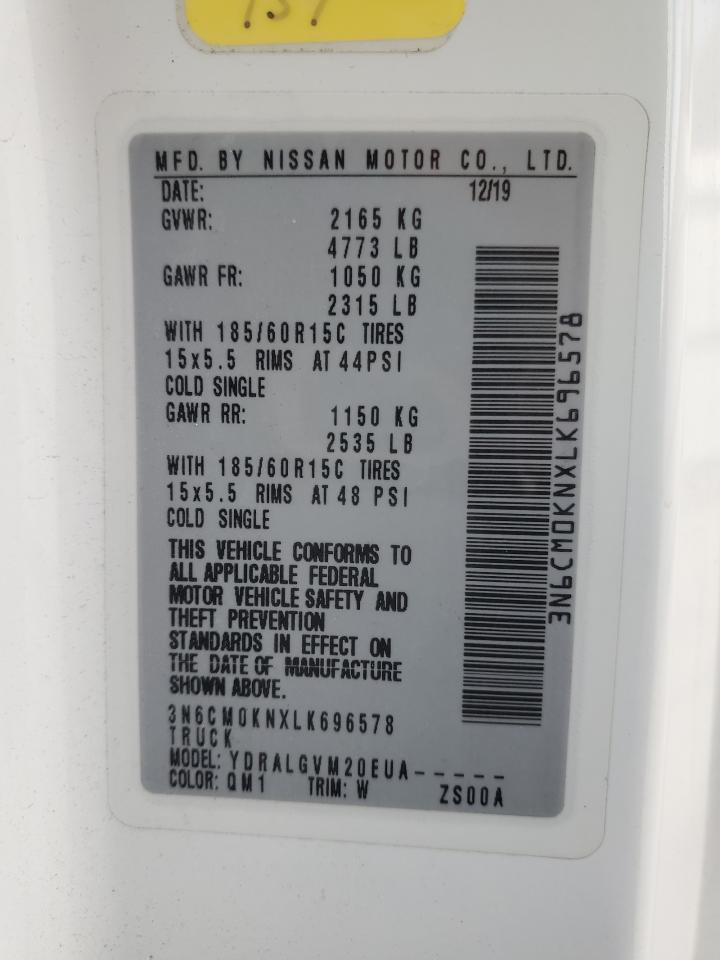 MFD. BY NISSAN MOTOR CO., LTD.
DATE: 12/19
GVWR: 2165 KG
4773 LB
GAWR FR: 1050 KG
2315 LB
WITH 185/60R15C TIRES
15x5.5 RIMS AT 44PSI
COLD SINGLE
GAWR RR: 1150 KG
2535 LB
WITH 185/60R15C TIRES
15x5.5 RIMS AT 48 PSI
COLD SINGLE
THIS VEHICLE CONFORMS TO
ALL APPLICABLE FEDERAL
MOTOR VEHICLE SAFETY AND
THEFT PREVENTION
STANDARDS IN EFFECT ON
THE DATE OF MANUFACTURE
SHOWN ABOVE.
3N6CM0KNXLK696578
TRUCK
MODEL: YDRALGVM20EUA-----
COLOR: QM1 TRIM: W ZS00A
3N6CM0KNXLK696578